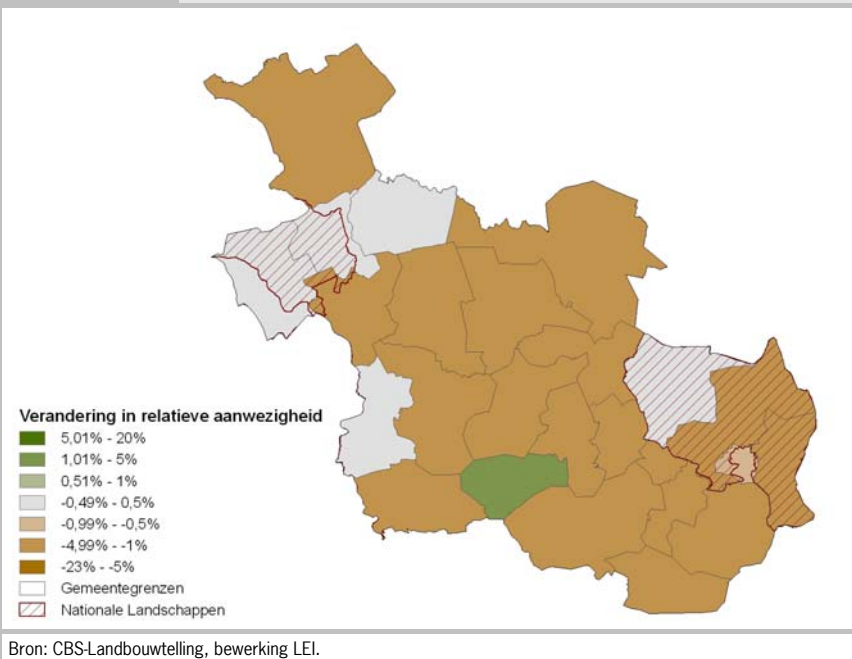 Verandering in relatieve aanwezigheid
5,01% - 20%
1,01% - 5%
0,51% - 1%
-0,49% - 0,5%
-0,99% - -0,5%
-4,99% - -1%
-23% - -5%
Gemeentegrenzen
Nationale Landschappen
Bron: CBS-Landbouwtelling, bewerking LEI.